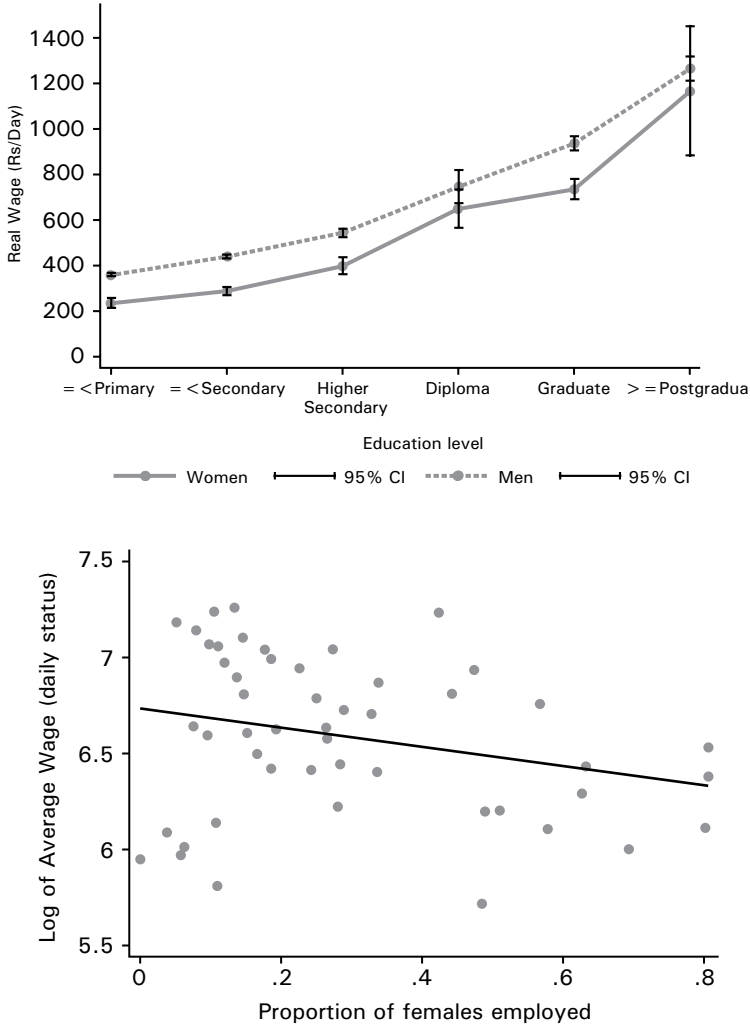 Real Wage (Rs/Day)
1400
1200
1000
800
600
400
200
0
=<Primary =<Secondary Higher Secondary Diploma Graduate >=Postgradua
Education level
Women 95% CI Men 95% CI
Log of Average Wage (daily status)
7.5
7
6.5
6
5.5
0 .2 .4 .6 .8
Proportion of females employed